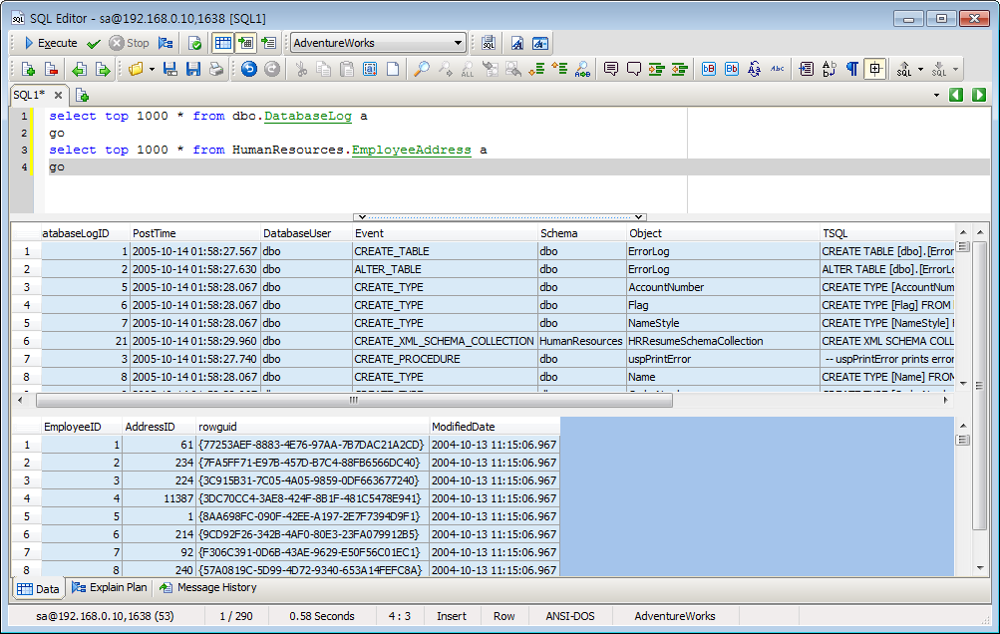 SQL Editor - sa@192.168.0.10,1638 [SQL1]
Execute Stop AdventureWorks
SQL1*
1 select top 1000 * from dbo.DatabaseLog a
2 go
3 select top 1000 * from HumanResources.EmployeeAddress a
4 go
atabaseLogID PostTime DatabaseUser Event Schema Object TSQL
1 1 2005-10-14 01:58:27.567 dbo CREATE_TABLE dbo ErrorLog CREATE TABLE [dbo].[Error
2 2 2005-10-14 01:58:27.630 dbo ALTER_TABLE dbo ErrorLog ALTER TABLE [dbo].[ErrorLo
3 5 2005-10-14 01:58:28.067 dbo CREATE_TYPE dbo AccountNumber CREATE TYPE [AccountNum
4 6 2005-10-14 01:58:28.067 dbo CREATE_TYPE dbo Flag CREATE TYPE [Flag] FROM
5 7 2005-10-14 01:58:28.067 dbo CREATE_TYPE dbo NameStyle CREATE TYPE [NameStyle]
6 21 2005-10-14 01:58:29.960 dbo CREATE_XML_SCHEMA_COLLECTION HumanResources HRResumeSchemaCollection CREATE XML SCHEMA COLL
7 3 2005-10-14 01:58:27.740 dbo CREATE_PROCEDURE dbo uspPrintError -- uspPrintError prints error
8 8 2005-10-14 01:58:28.067 dbo CREATE_TYPE dbo Name CREATE TYPE [Name] FROM
EmployeeID AddressID rowguid ModifiedDate
1 1 61 {77253AEF-8883-4E76-97AA-7B7DAC21A2CD} 2004-10-13 11:15:06.967
2 2 234 {7FA5FF71-E97B-457D-B7C4-88FB6566DC40} 2004-10-13 11:15:06.967
3 3 224 {3C915B31-7C05-4A05-9859-0DF663677240} 2004-10-13 11:15:06.967
4 4 11387 {3DC70CC4-3AE8-424F-8B1F-481C5478E941} 2004-10-13 11:15:06.967
5 5 1 {8AA698FC-090F-42EE-A197-2E7F7394D9F1} 2004-10-13 11:15:06.967
6 6 214 {9CD92F26-342B-4AF0-80E3-23FA079912B5} 2004-10-13 11:15:06.967
7 7 92 {F306C391-0D6B-43AE-9629-E50F56C01EC1} 2004-10-13 11:15:06.967
8 8 240 {57A0819C-5D99-4D72-9340-653A14FEFC8A} 2004-10-13 11:15:06.967
Data Explain Plan Message History
sa@192.168.0.10,1638 (53) 1 / 290 0.58 Seconds 4 : 3 Insert Row ANSI-DOS AdventureWorks